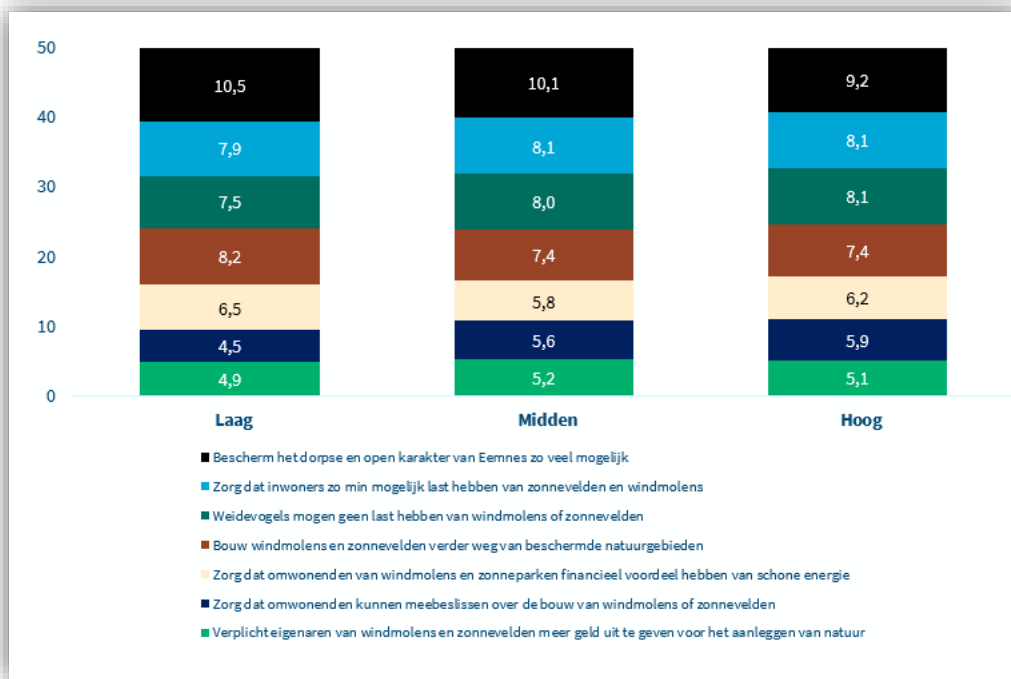 50
40
30
20
10
0
10,5 10,1 9,2
7,9 8,1 8,1
7,5 8,0 8,1
8,2 7,4 7,4
6,5 5,8 6,2
4,5 5,6 5,9
4,9 5,2 5,1
Laag Midden Hoog
Bescherm het dorpse en open karakter van Eemnes zo veel mogelijk
Zorg dat inwoners zo min mogelijk last hebben van zonnevelden en windmolens
Weidevogels mogen geen last hebben van windmolens of zonnevelden
Bouw windmolens en zonnevelden verder weg van beschermde natuurgebieden
Zorg dat omwonenden van windmolens en zonneparken financieel voordeel hebben van schone energie
Zorg dat omwonenden kunnen meebeslissen over de bouw van windmolens of zonnevelden
Verplicht eigenaren van windmolens en zonnevelden meer geld uit te geven voor het aanleggen van natuur